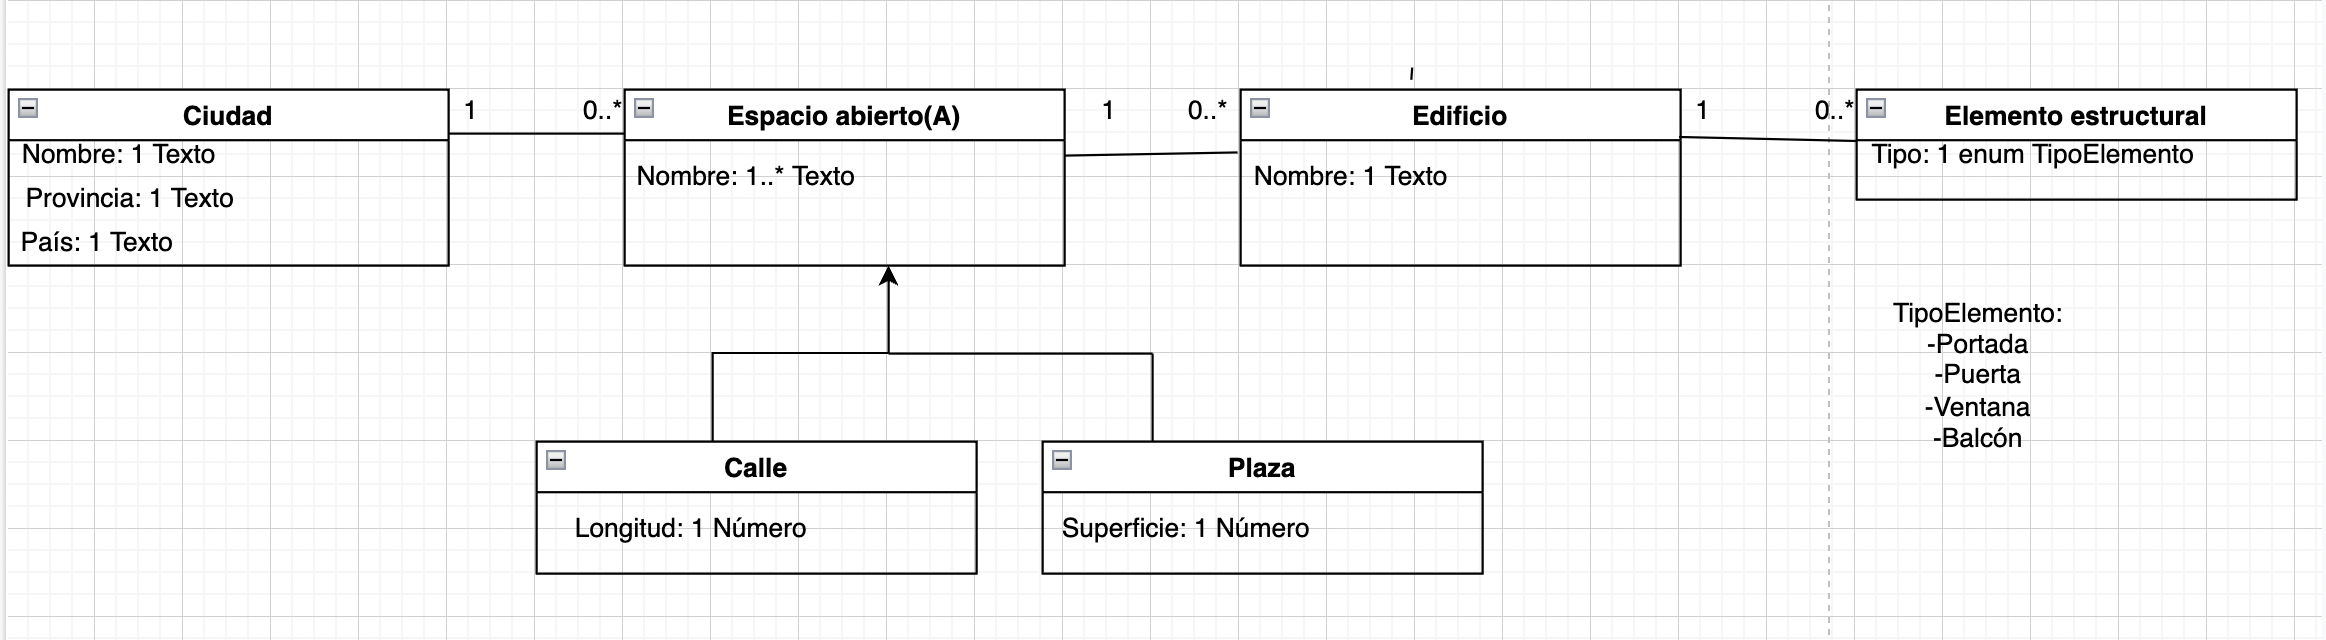 Ciudad
Nombre: 1 Texto
Provincia: 1 Texto
País: 1 Texto
1
0..*
Espacio abierto(A)
Nombre: 1..* Texto
1
0..*
Edificio
Nombre: 1 Texto
1
0..*
Elemento estructural
Tipo: 1 enum TipoElemento
TipoElemento:
-Portada
-Puerta
-Ventana
-Balcón
Calle
Longitud: 1 Número
Plaza
Superficie: 1 Número